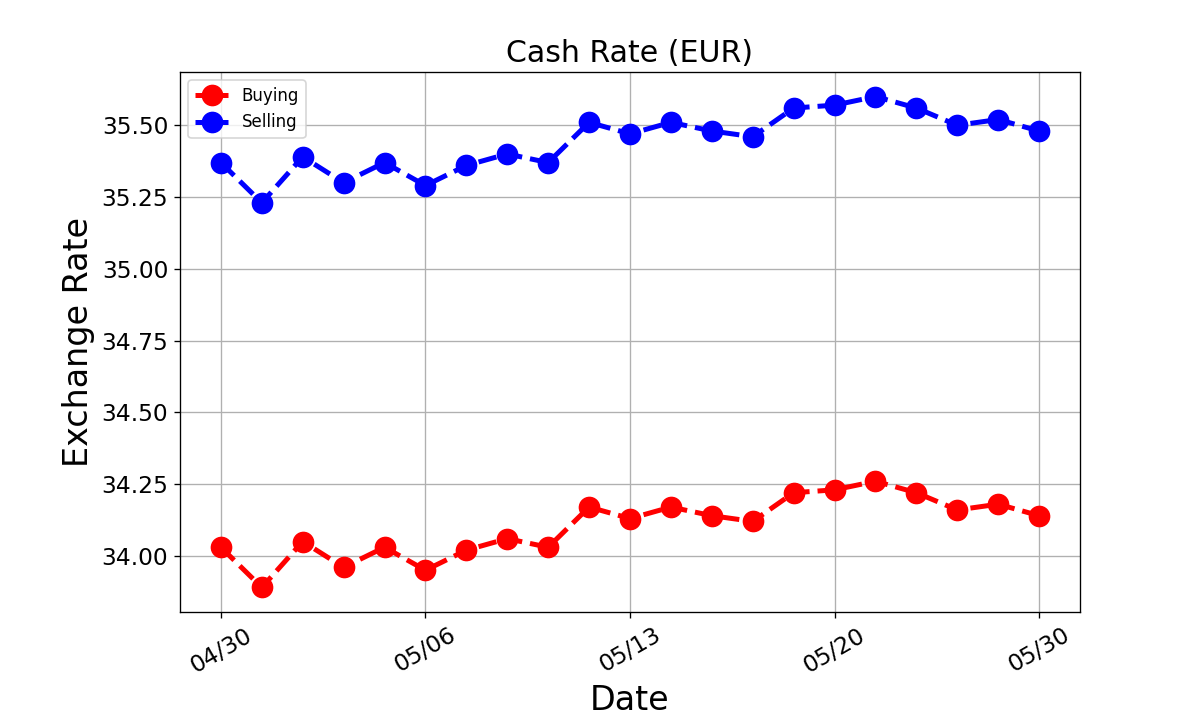 Cash Rate (EUR)
Buying
Selling
35.50
35.25
35.00
34.75
34.50
34.25
34.00
Exchange Rate
04/30
05/06
05/13
05/20
05/30
Date